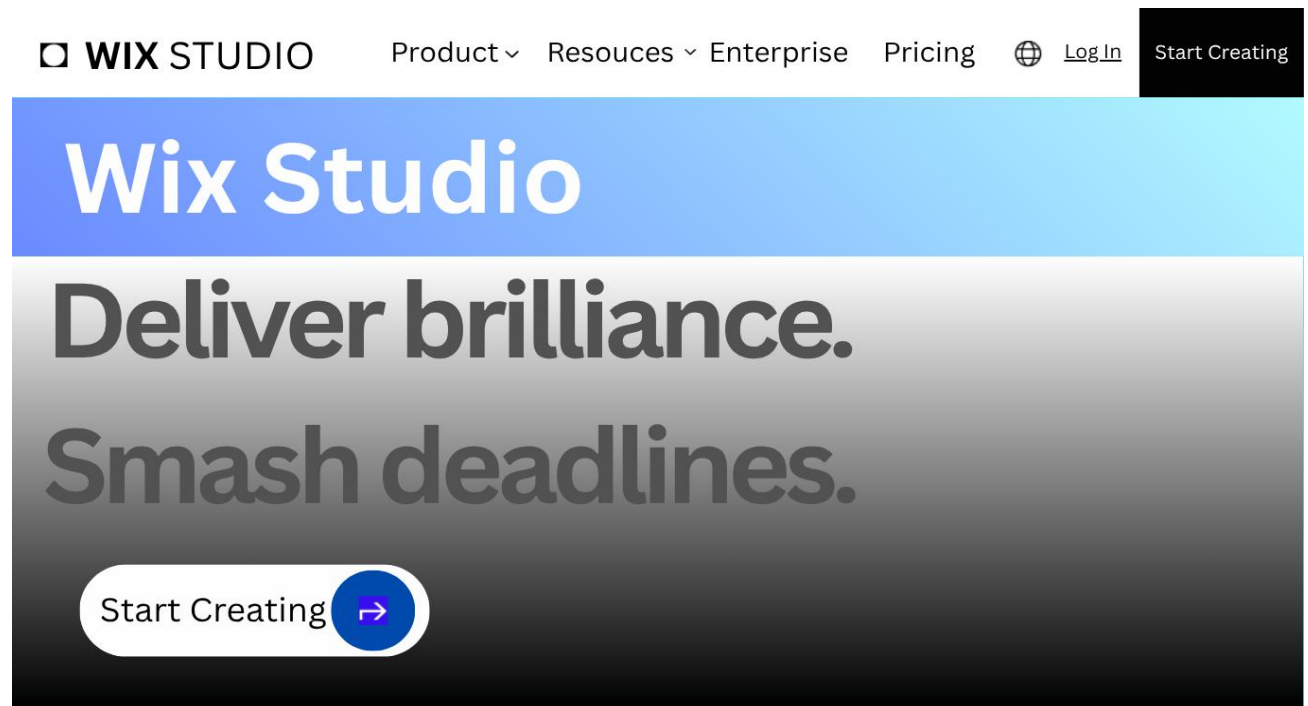 WIX STUDIO Product Resouces Enterprise Pricing Log In Start Creating
Wix Studio
Deliver brilliance.
Smash deadlines.
Start Creating